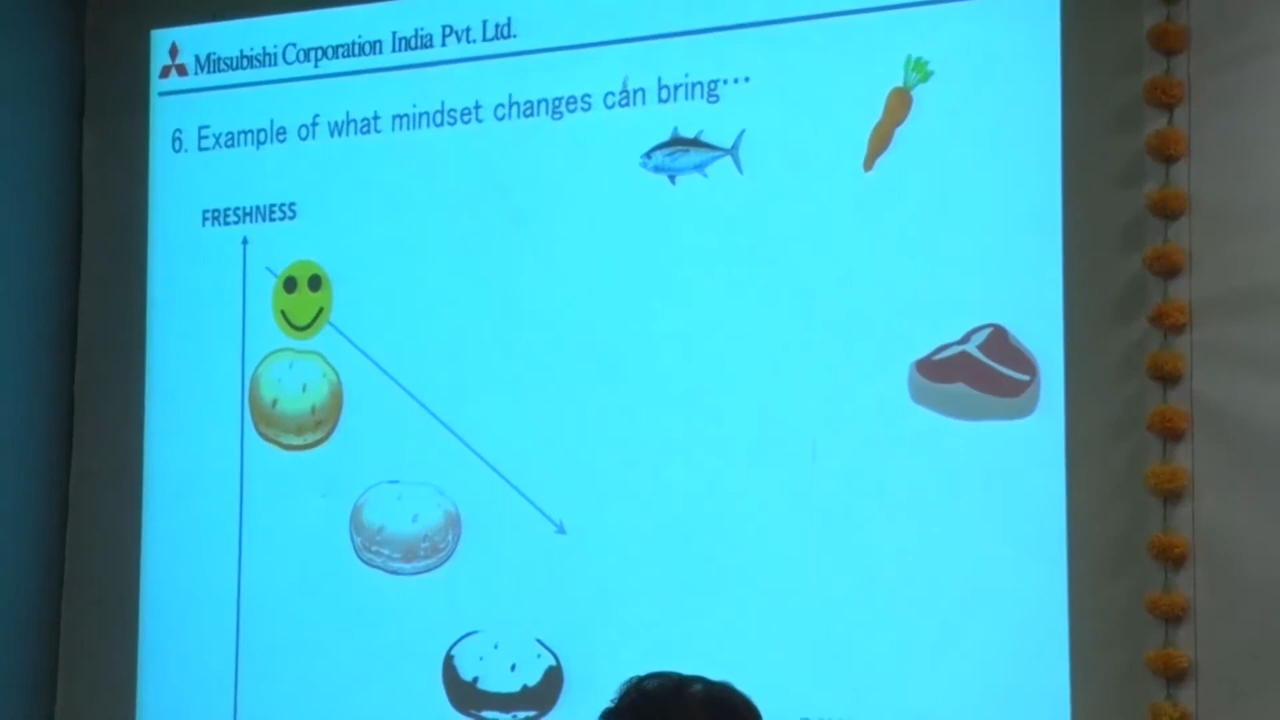 Mitsubishi Corporation India Pvt. Ltd.
6. Example of what mindset changes can bring…
FRESHNESS